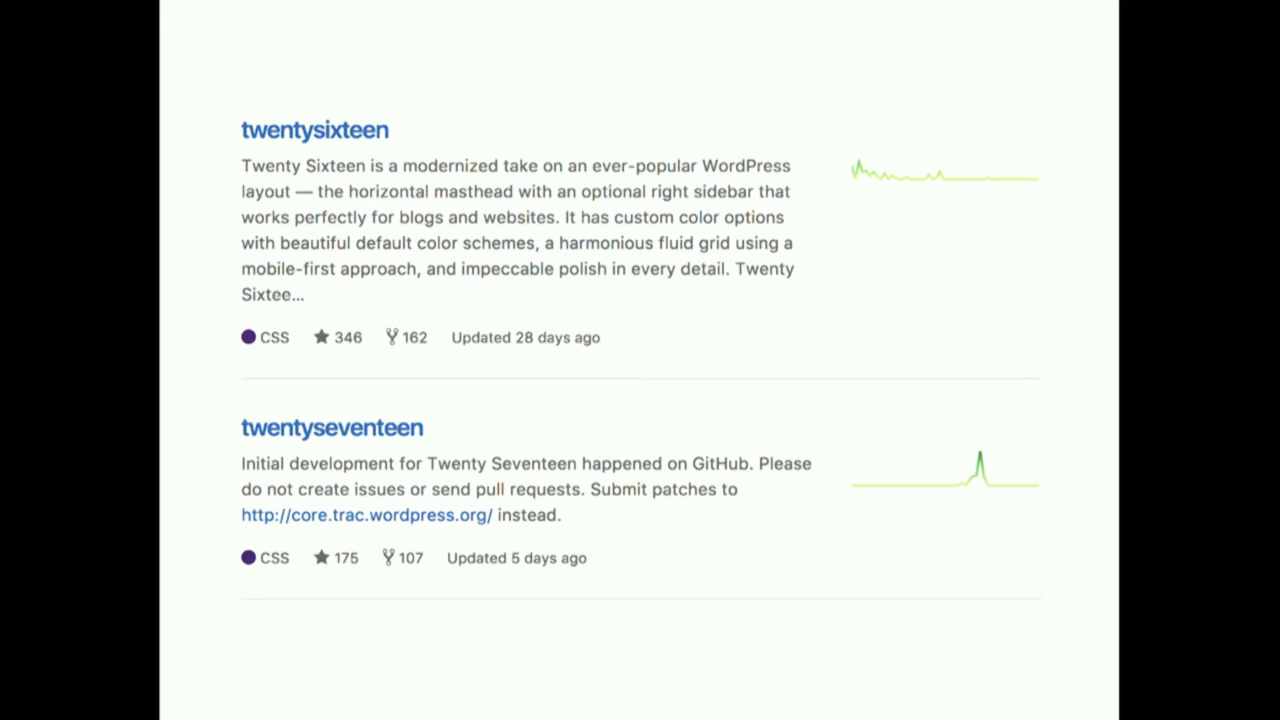 twentysixteen
Twenty Sixteen is a modernized take on an ever-popular WordPress
layout — the horizontal masthead with an optional right sidebar that
works perfectly for blogs and websites. It has custom color options
with beautiful default color schemes, a harmonious fluid grid using a
mobile-first approach, and impeccable polish in every detail. Twenty
Sixtee...
CSS 346 162 Updated 28 days ago
twentyseventeen
Initial development for Twenty Seventeen happened on GitHub. Please
do not create issues or send pull requests. Submit patches to
http://core.trac.wordpress.org/ instead.
CSS 175 107 Updated 5 days ago